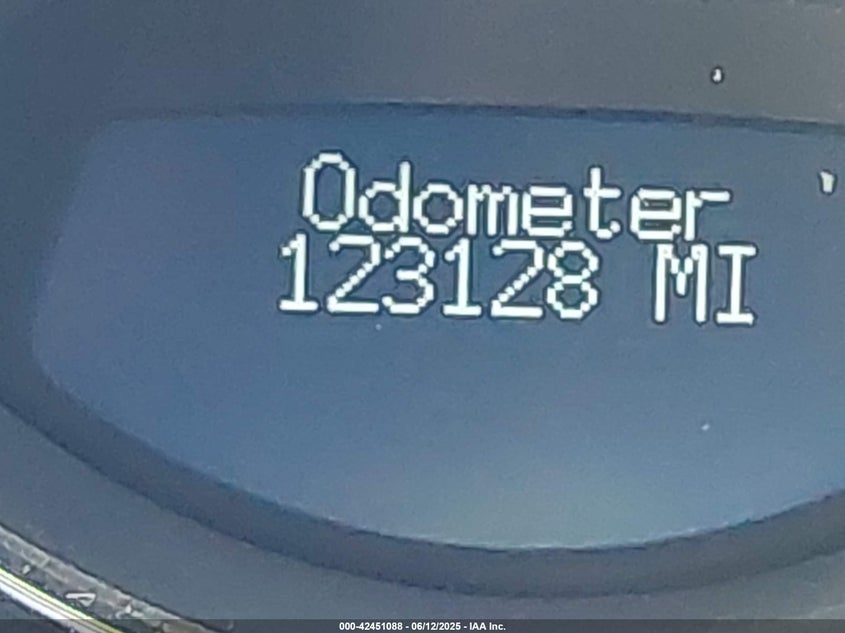 Odometer
123128 MI
000-42451088 - 06/12/2025 - IAA Inc.